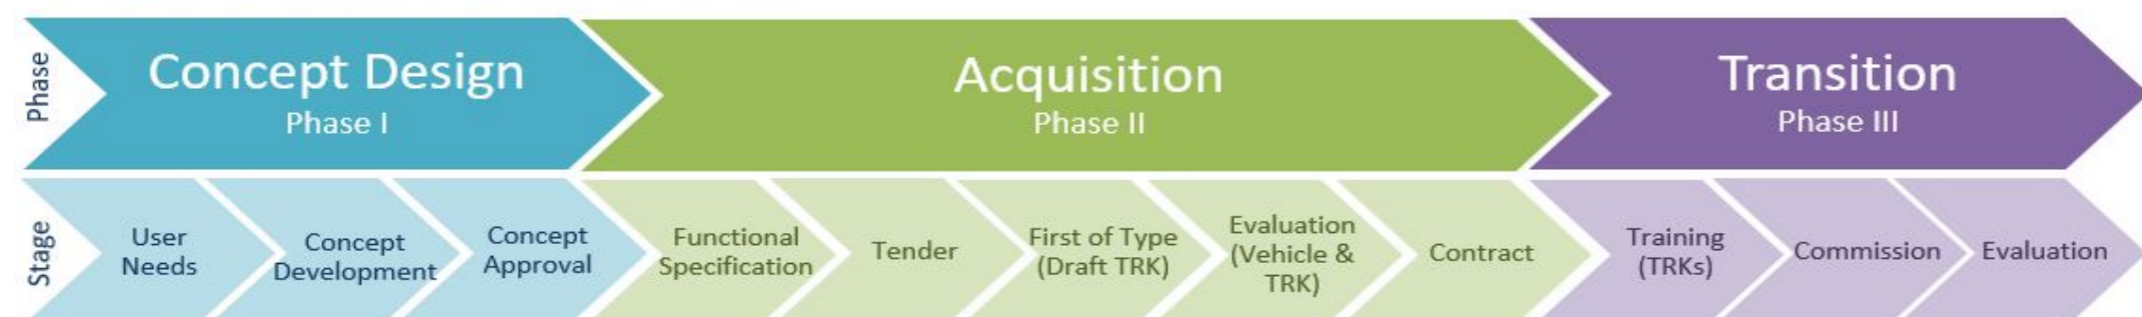 Phase
Concept Design
Phase I
Acquisition
Phase II
Transition
Phase III
Stage
User
Needs
Concept
Development
Concept
Approval
Functional
Specification
Tender
First of Type
(Draft TRK)
Evaluation
(Vehicle &
TRK)
Contract
Training
(TRKs)
Commission
Evaluation